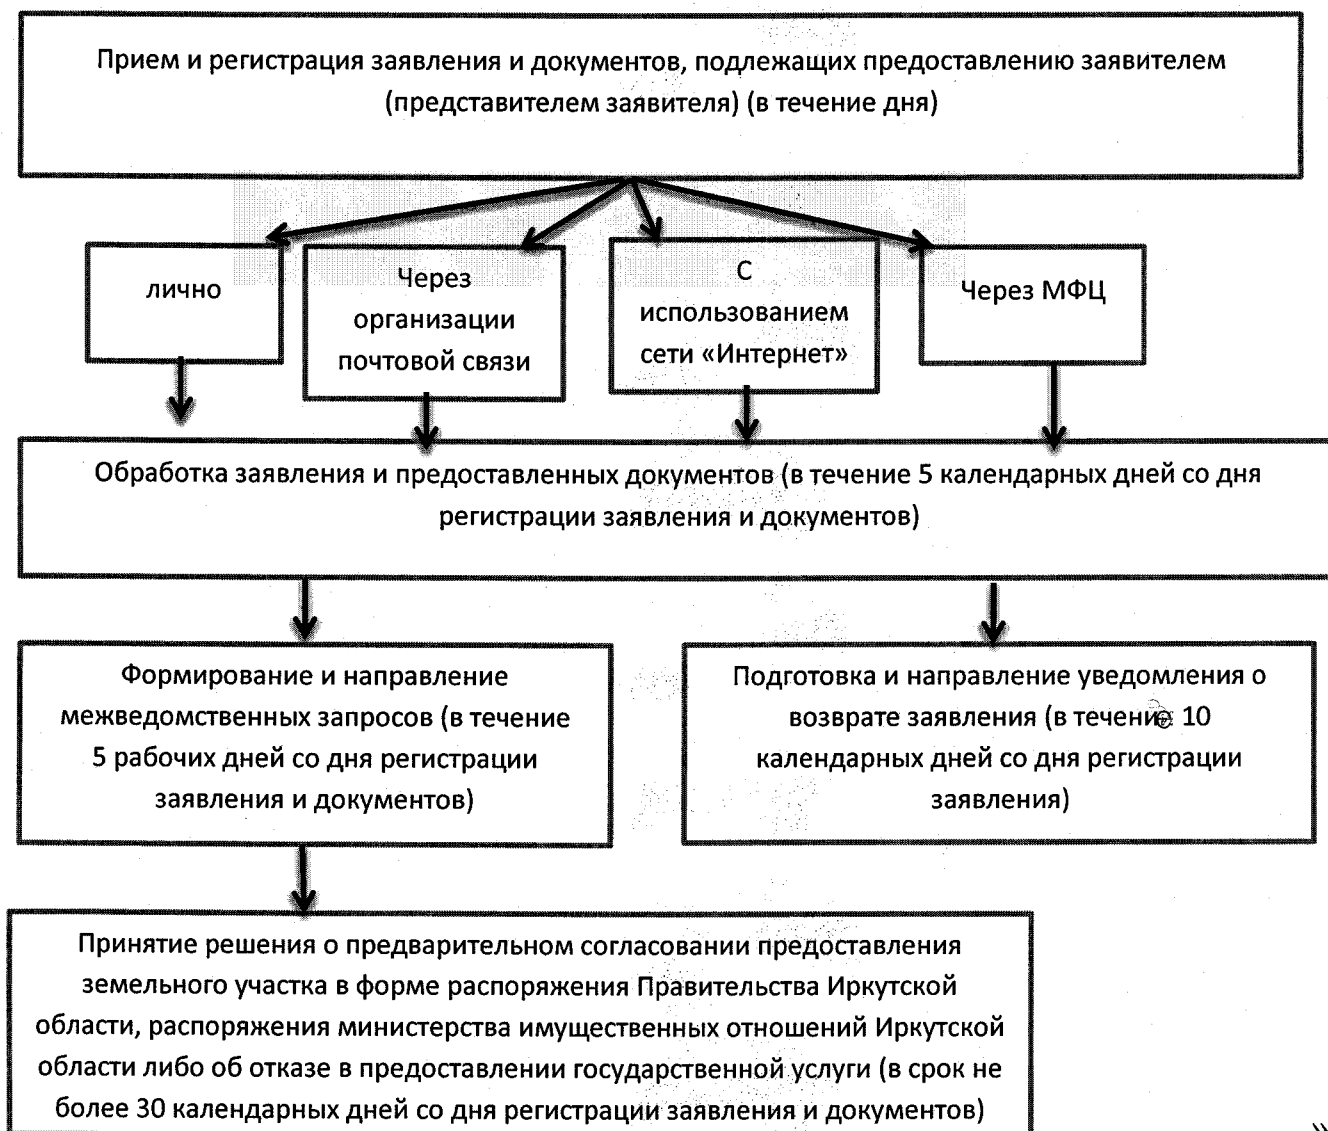 Прием и регистрация заявления и документов, подлежащих предоставлению заявителем
(представителем заявителя) (в течение дня)
лично
Через
организации
почтовой связи
С
использованием
сети «Интернет»
Через МФЦ
Обработка заявления и предоставленных документов (в течение 5 календарных дней со дня
регистрации заявления и документов)
Формирование и направление
межведомственных запросов (в течение
5 рабочих дней со дня регистрации
заявления и документов)
Подготовка и направление уведомления о
возврате заявления (в течение 10
календарных дней со дня регистрации
заявления)
Принятие решения о предварительном согласовании предоставления
земельного участка в форме распоряжения Правительства Иркутской
области, распоряжения министерства имущественных отношений Иркутской
области либо об отказе в предоставлении государственной услуги (в срок не
более 30 календарных дней со дня регистрации заявления и документов)
»